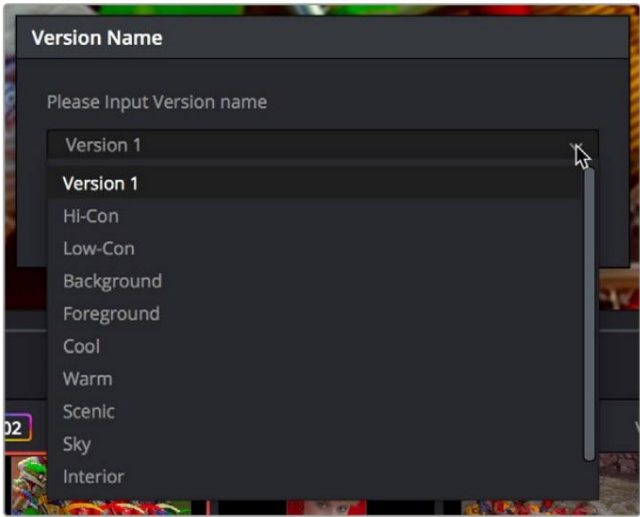 Version Name
Please Input Version name
Version 1
Version 1
Hi-Con
Low-Con
Background
Foreground
Cool
Warm
Scenic
02
Sky
Interior